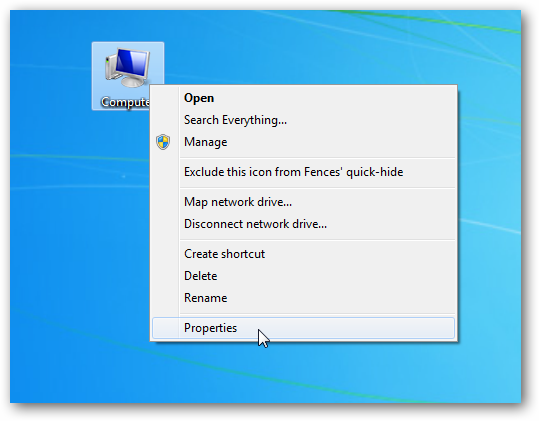 Compute
Open
Search Everything...
Manage
Exclude this icon from Fences' quick-hide
Map network drive...
Disconnect network drive...
Create shortcut
Delete
Rename
Properties